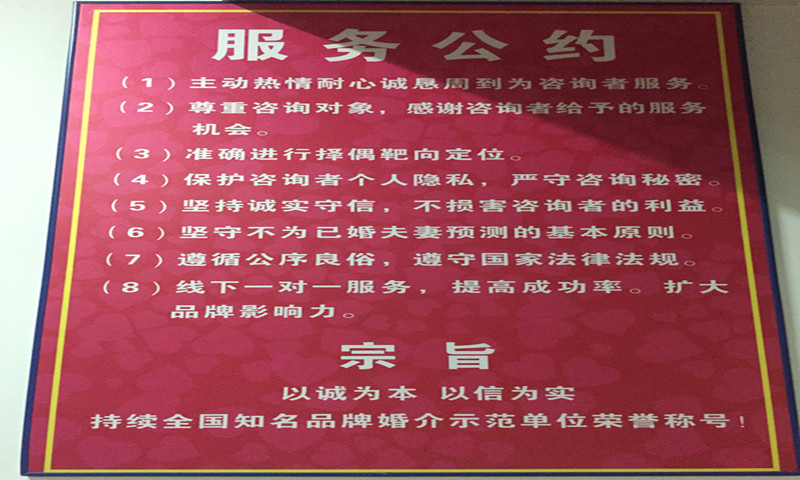 服务公约
(1)主动热情耐心诚恳周到为咨询者服务。
(2)尊重咨询对象，感谢咨询者给予的服务
机会。
(3)准确进行择偶靶向定位。
(4)保护咨询者个人隐私，严守咨询秘密。
(5)坚持诚实守信，不损害咨询者的利益。
(6)坚守不为已婚夫妻预测的基本原则。
(7)遵循公序良俗，遵守国家法律法规。
(8)线下一对一服务，提高成功率。扩大
品牌影响力。
宗旨
以诚为本 以信为实
持续全国知名品牌婚介示范单位荣誉称号!